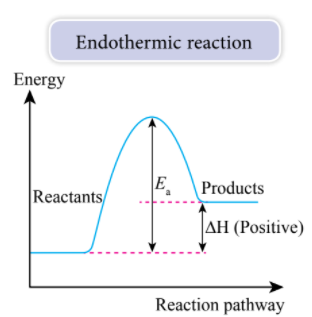 Endothermic reaction
Energy
Eₐ
Reactants
Products
ΔH (Positive)
Reaction pathway